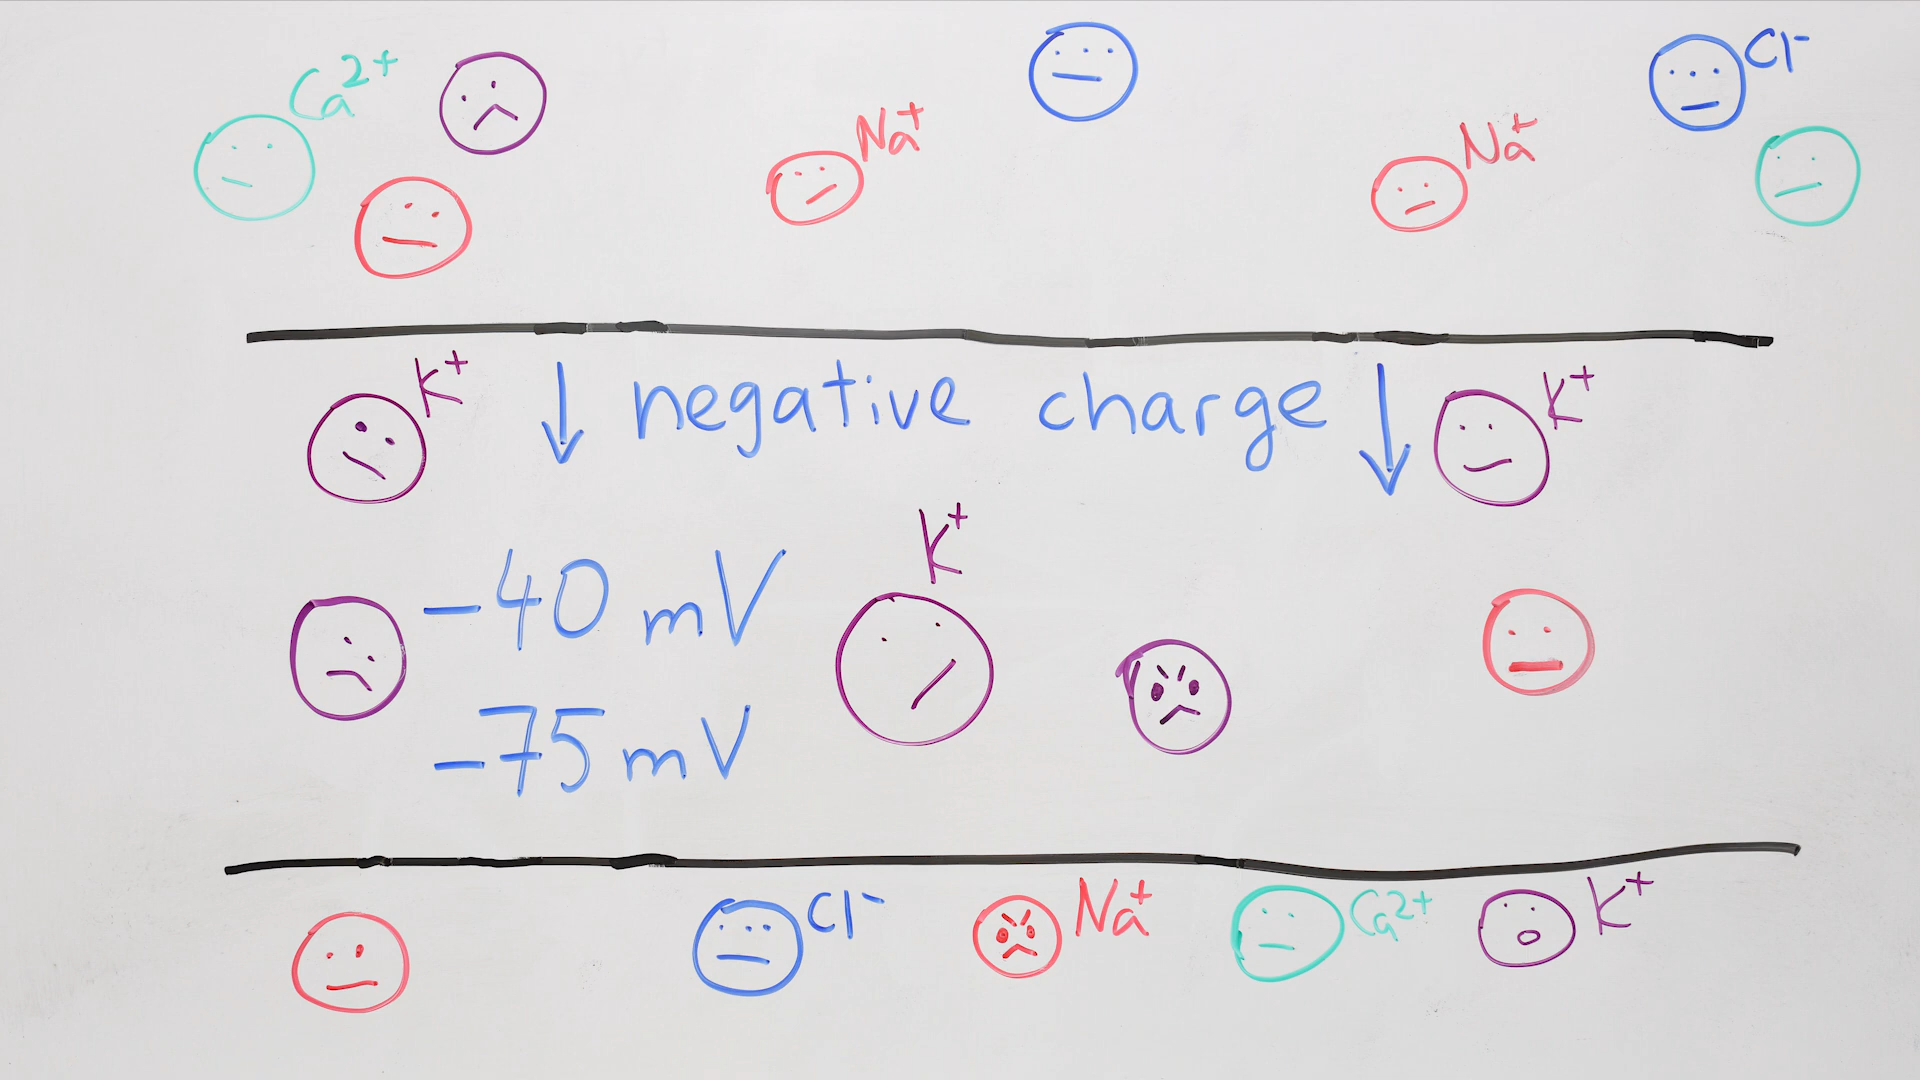 Ca²⁺
Cl⁻
Na⁺
Na⁺
K⁺
↓ negative charge ↓
K⁺
K⁺
-40 mV
-75 mV
Cl⁻
Na⁺
Ca²⁺
K⁺